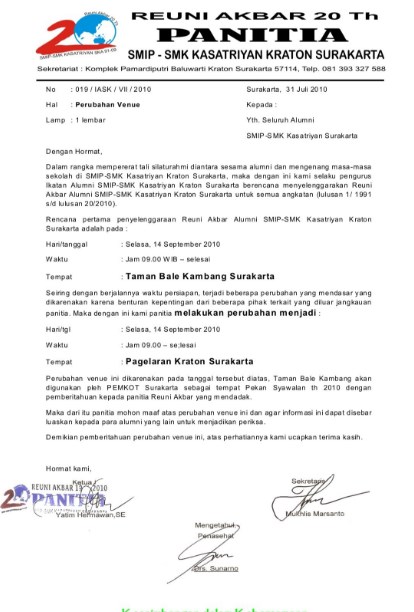 REUNI AKBAR 20 Th
PANITIA
SMIP - SMK KASATRIYAN KRATON SURAKARTA
Sekretariat : Komplek Pamardiputri Baluwarti Kraton Surakarta 57114, Telp. 081 393 327 588
No : 019 / IASK / VII / 2010 Surakarta, 31 Juli 2010
Hal : Perubahan Venue Kepada :
Lamp : 1 lembar Yth. Seluruh Alumni
SMIP-SMK Kasatriyan Kraton Surakarta
Dengan Hormat,
Dalam rangka mempererat tali silaturahmi diantara sesama alumni dan mengenang masa-masa
sekolah di SMIP-SMK Kasatriyan Kraton Surakarta, maka dengan ini kami selaku pengurus
Ikatan Alumni SMIP-SMK Kasatriyan Kraton Surakarta berencana menyelenggarakan Reuni
Akbar Alumni SMIP-SMK Kasatriyan Kraton Surakarta untuk semua angkatan (lulusan 1/ 1991
s/d lulusan 20/2010).
Rencana pertama penyelenggaraan Reuni Akbar Alumni SMIP-SMK Kasatriyan Kraton
Surakarta adalah pada :
Hari/tanggal : Selasa, 14 September 2010
Waktu : Jam 09.00 WIB – selesai
Tempat : Taman Bale Kambang Surakarta
Seiring dengan berjalannya waktu persiapan, terjadi beberapa perubahan yang mendasar yang
dikarenakan karena benturan kepentingan dari beberapa pihak terkait yang diluar jangkauan
panitia. Maka dengan ini kami panitia melakukan perubahan menjadi :
Hari/tgl : Selasa, 14 September 2010
Waktu : Jam 09.00 – se;lesai
Tempat : Pagelaran Kraton Surakarta
Perubahan venue ini dikarenakan pada tanggal tersebut diatas, Taman Bale Kambang akan
digunakan pleh PEMKOT Surakarta sebagai tempat Pekan Syawalan th 2010 dengan
pemberitahuan kepada panitia Reuni Akbar yang mendadak.
Maka dari itu panitia mohon maaf atas perubahan venue ini dan agar informasi ini dapat disebar
luaskan kepada para alumni yang lain untuk menjadikan periksa.
Demikian pemberitahuan perubahan venue ini, atas perhatiannya kami ucapkan terima kasih.
Hormat kami,
Ketua Sekretaris
REUNI AKBAR
2010
20 PANITIA
Yatim Hermawan,SE Mukhlis Marsanto
Mengetahui
Penasehat
Drs. Sunarno